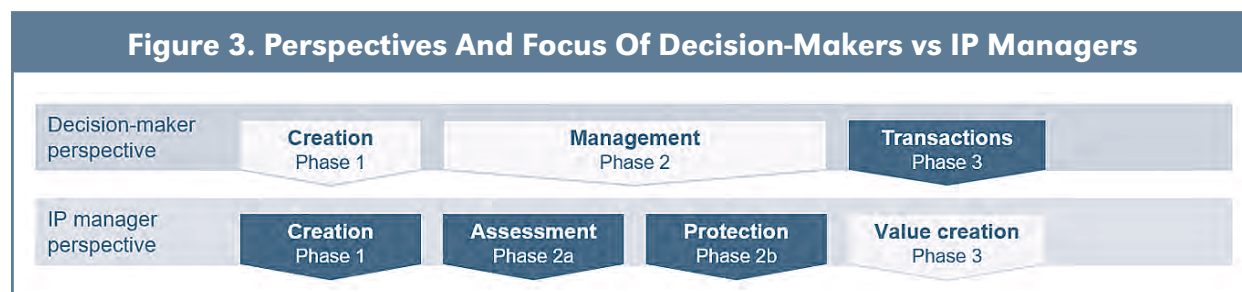 Figure 3. Perspectives And Focus Of Decision-Makers vs IP Managers
Decision-maker
perspective
Creation
Phase 1
Management
Phase 2
Transactions
Phase 3
IP manager
perspective
Creation
Phase 1
Assessment
Phase 2a
Protection
Phase 2b
Value creation
Phase 3